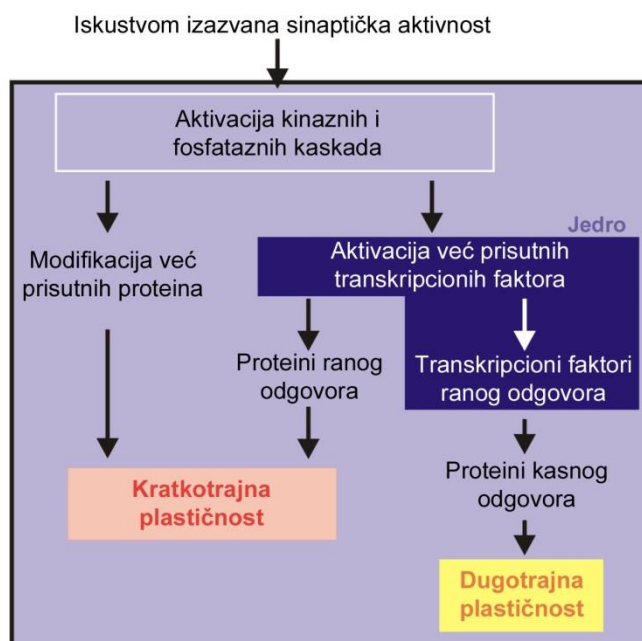 Iskustvom izazvana sinaptička aktivnost
Aktivacija kinaznih i
fosfataznih kaskada
Jedro
Modifikacija već
prisutnih proteina
Aktivacija već prisutnih
transkripcionih faktora
Proteini ranog
odgovora
Transkripcioni faktori
ranog odgovora
Kratkotrajna
plastičnost
Proteini kasnog
odgovora
Dugotrajna
plastičnost